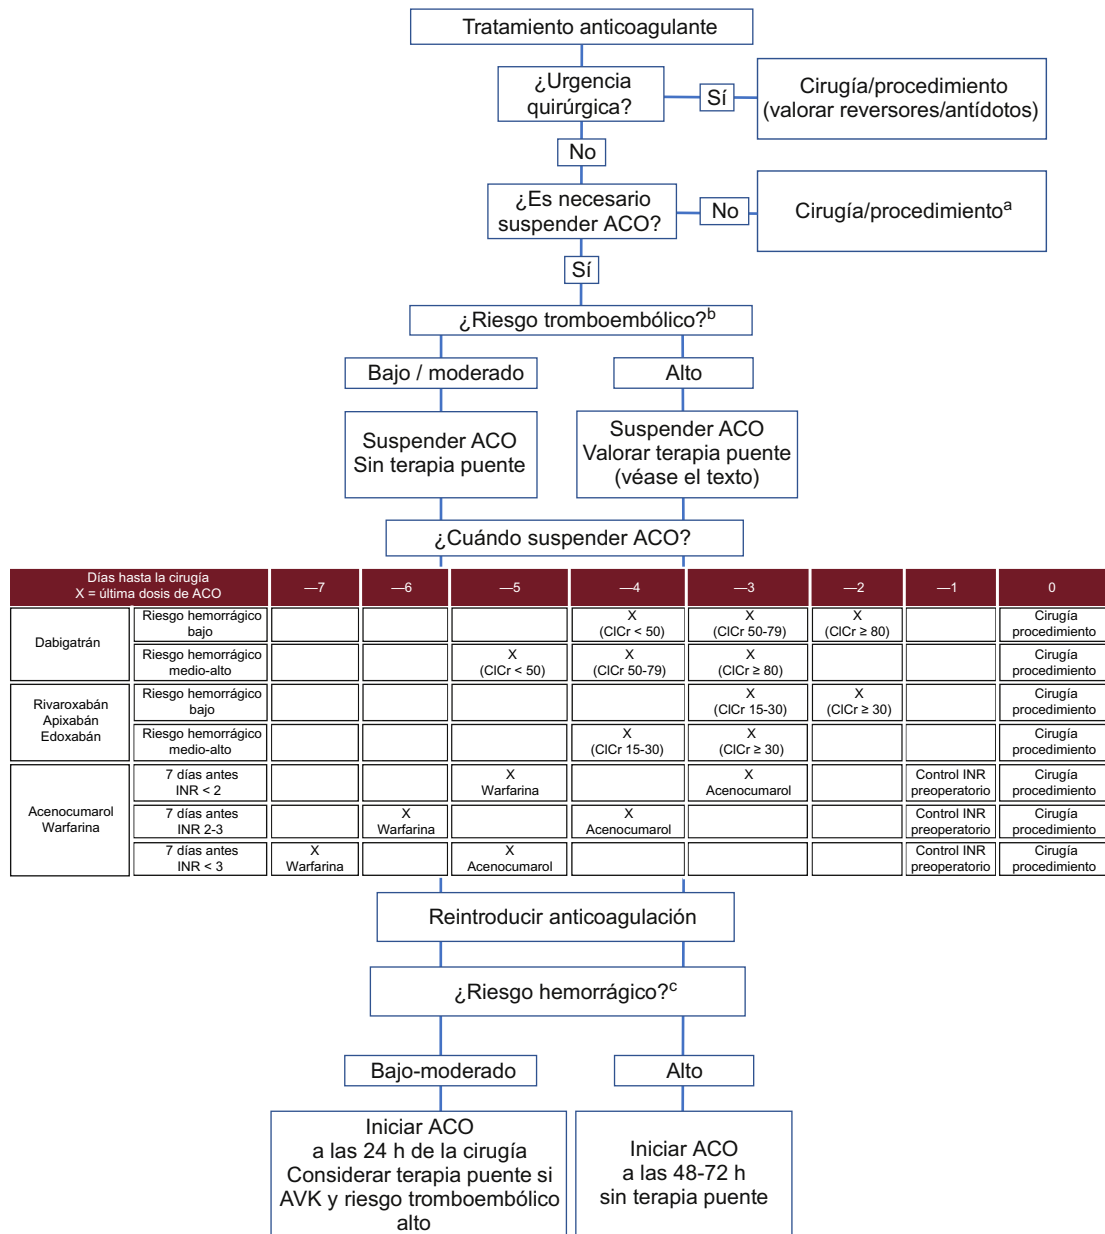 Tratamiento anticoagulante
¿Urgencia
quirúrgica?
Sí
Cirugía/procedimiento
(valorar reversores/antídotos)
No
¿Es necesario
suspender ACO?
No
Cirugía/procedimientoᵃ
Sí
¿Riesgo tromboembólico?ᵇ
Bajo / moderado
Alto
Suspender ACO
Sin terapia puente
Suspender ACO
Valorar terapia puente
(véase el texto)
¿Cuándo suspender ACO?
Días hasta la cirugía
X = última dosis de ACO
—7
—6
—5
—4
—3
—2
—1
0
Dabigatrán
Riesgo hemorrágico
bajo
X
(ClCr < 50)
X
(ClCr 50-79)
X
(ClCr ≥ 80)
Cirugía
procedimiento
Riesgo hemorrágico
medio-alto
X
(ClCr < 50)
X
(ClCr 50-79)
X
(ClCr ≥ 80)
Cirugía
procedimiento
Rivaroxabán
Apixabán
Edoxabán
Riesgo hemorrágico
bajo
X
(ClCr 15-30)
X
(ClCr ≥ 30)
Cirugía
procedimiento
Riesgo hemorrágico
medio-alto
X
(ClCr 15-30)
X
(ClCr ≥ 30)
Cirugía
procedimiento
Acenocumarol
Warfarina
7 días antes
INR < 2
X
Warfarina
X
Acenocumarol
Control INR
preoperatorio
Cirugía
procedimiento
7 días antes
INR 2-3
X
Warfarina
X
Acenocumarol
Control INR
preoperatorio
Cirugía
procedimiento
7 días antes
INR < 3
X
Warfarina
X
Acenocumarol
Control INR
preoperatorio
Cirugía
procedimiento
Reintroducir anticoagulación
¿Riesgo hemorrágico?ᶜ
Bajo-moderado
Alto
Iniciar ACO
a las 24 h de la cirugía
Considerar terapia puente si
AVK y riesgo tromboembólico
alto
Iniciar ACO
a las 48-72 h
sin terapia puente